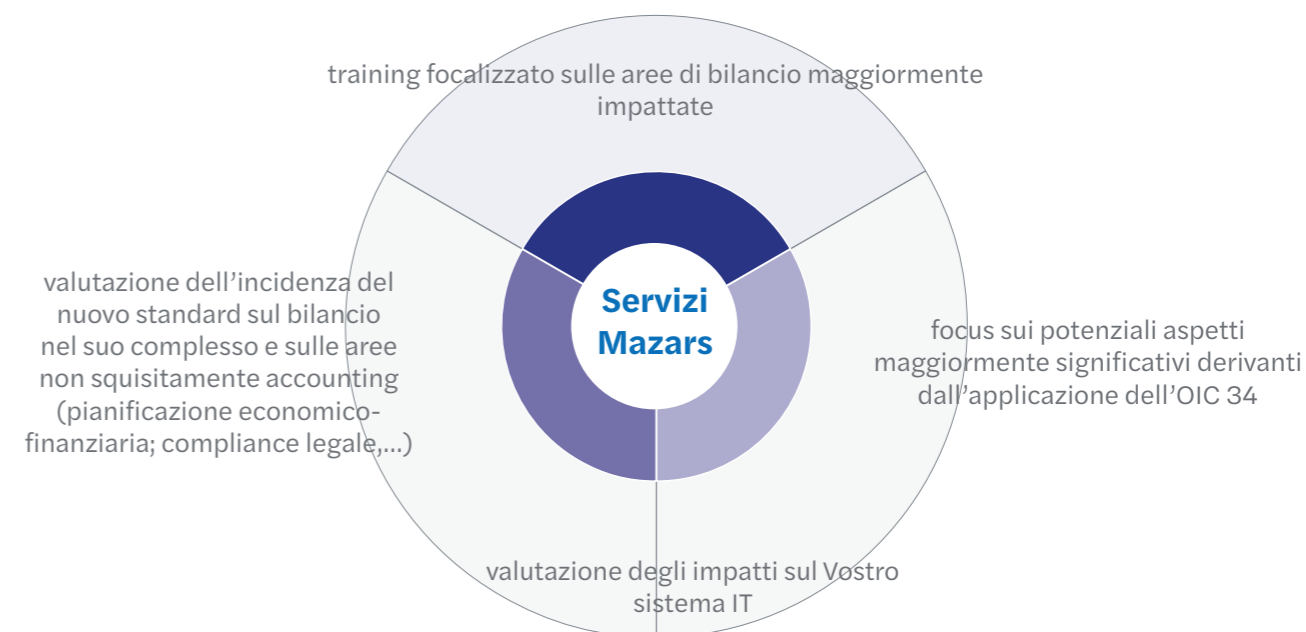 training focalizzato sulle aree di bilancio maggiormente
impattate
valutazione dell’incidenza del
nuovo standard sul bilancio
nel suo complesso e sulle aree
non squisitamente accounting
(pianificazione economico-
finanziaria; compliance legale,...)
Servizi
Mazars
focus sui potenziali aspetti
maggiormente significativi derivanti
dall’applicazione dell’OIC 34
valutazione degli impatti sul Vostro
sistema IT